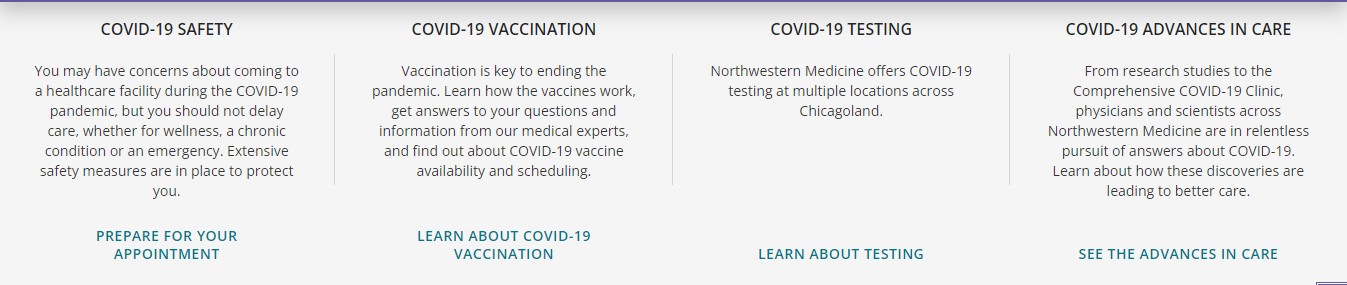 COVID-19 SAFETY
You may have concerns about coming to
a healthcare facility during the COVID-19
pandemic, but you should not delay
care, whether for wellness, a chronic
condition or an emergency. Extensive
safety measures are in place to protect
you.
PREPARE FOR YOUR
APPOINTMENT
COVID-19 VACCINATION
Vaccination is key to ending the
pandemic. Learn how the vaccines work,
get answers to your questions and
information from our medical experts,
and find out about COVID-19 vaccine
availability and scheduling.
LEARN ABOUT COVID-19
VACCINATION
COVID-19 TESTING
Northwestern Medicine offers COVID-19
testing at multiple locations across
Chicagoland.
LEARN ABOUT TESTING
COVID-19 ADVANCES IN CARE
From research studies to the
Comprehensive COVID-19 Clinic,
physicians and scientists across
Northwestern Medicine are in relentless
pursuit of answers about COVID-19.
Learn about how these discoveries are
leading to better care.
SEE THE ADVANCES IN CARE